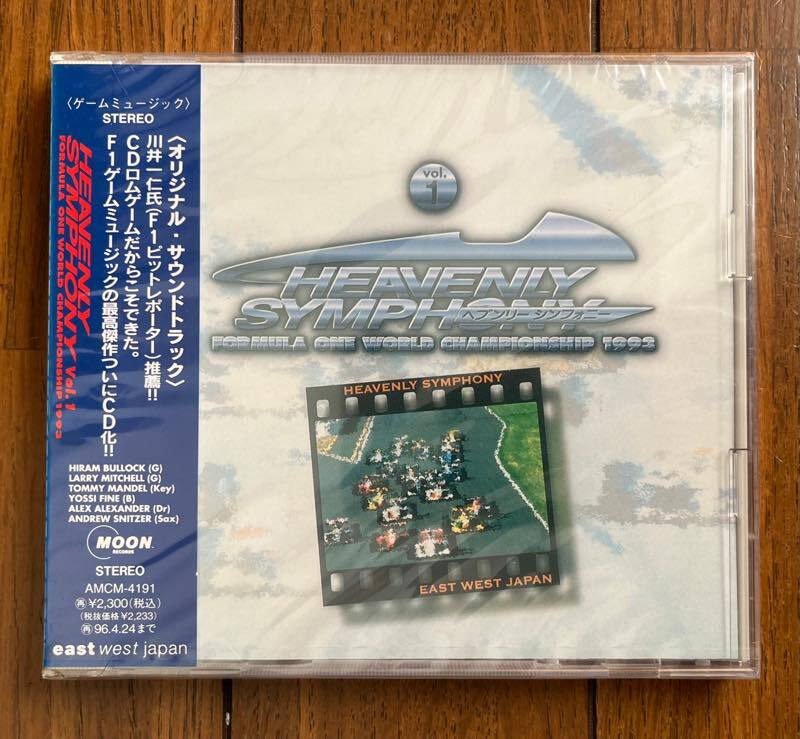 〈ゲームミュージック〉
STEREO
〈オリジナル・サウンドトラック〉
川井一仁氏(F1ピットレポーター)推薦!!
CDロムゲームだからこそできた。
F1ゲームミュージックの最高傑作ついにCD化!!
HEAVENLY
SYMPHONY Vol. 1
FORMULA ONE WORLD CHAMPIONSHIP 1993
HIRAM BULLOCK (G)
LARRY MITCHELL (G)
TOMMY MANDEL (Key)
YOSSI FINE (B)
ALEX ALEXANDER (Dr)
ANDREW SNITZER (Sax)
MOON
RECORDS
STEREO
AMCM-4191
再¥2,300(税込)
(税抜価格¥2,233)
再96.4.24まで
east west japan
vol.
1
HEAVENLY
SYMPHONY
ヘブンリー シンフォニー
FORMULA ONE WORLD CHAMPIONSHIP 1993
HEAVENLY SYMPHONY
EAST WEST JAPAN